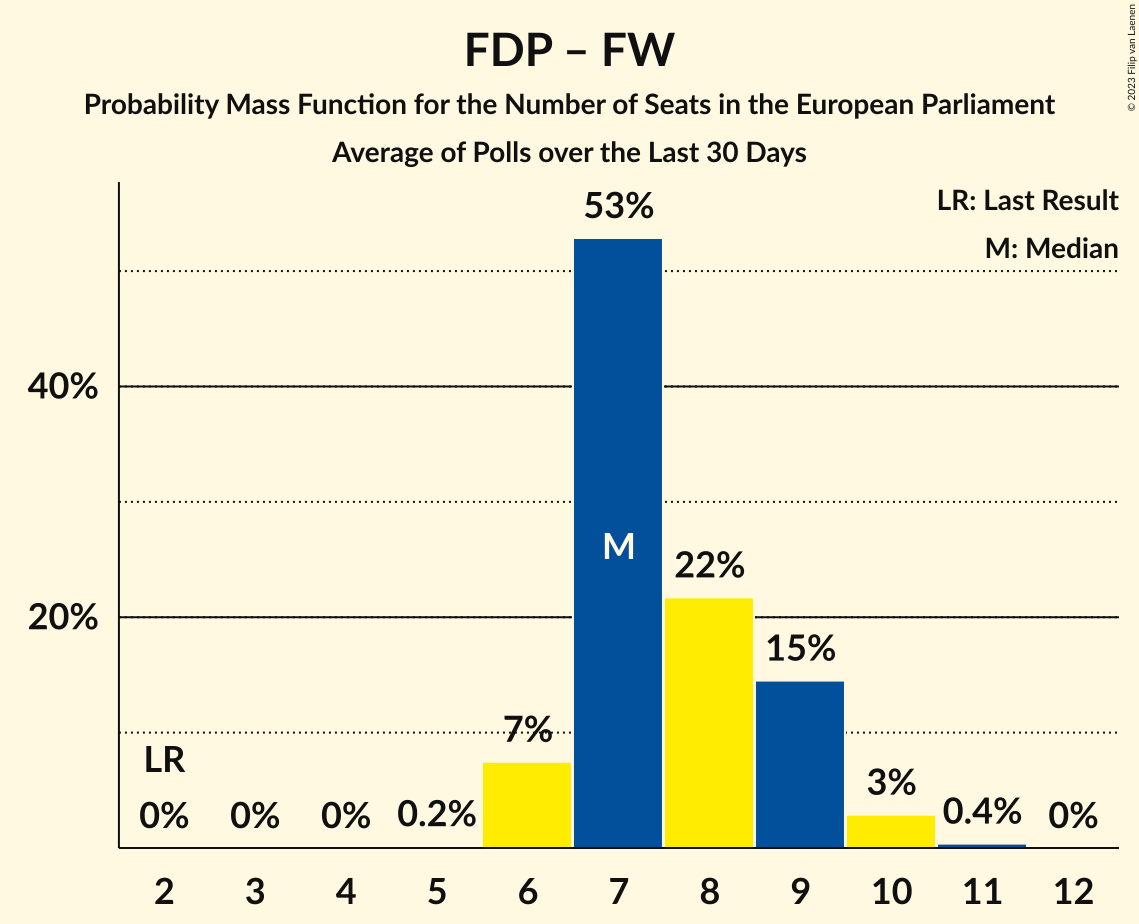 FDP – FW
Probability Mass Function for the Number of Seats in the European Parliament
Average of Polls over the Last 30 Days
© 2023 Filip van Laenen
LR: Last Result
M: Median
53%
40%
M
22%
20%
15%
7%
LR
3%
0% 0% 0% 0.2% 0.4% 0%
2 3 4 5 6 7 8 9 10 11 12